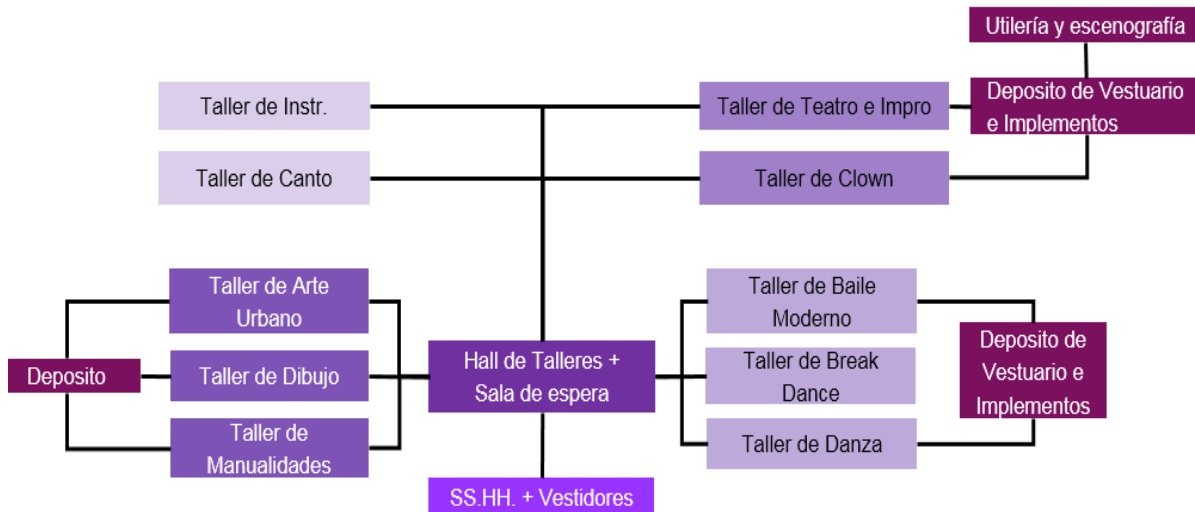 Utilería y escenografía
Taller de Instr.
Taller de Teatro e Impro
Deposito de Vestuario
e Implementos
Taller de Canto
Taller de Clown
Taller de Arte
Urbano
Taller de Baile
Moderno
Deposito
Taller de Dibujo
Hall de Talleres +
Sala de espera
Taller de Break
Dance
Deposito de
Vestuario e
Implementos
Taller de
Manualidades
Taller de Danza
SS.HH. + Vestidores